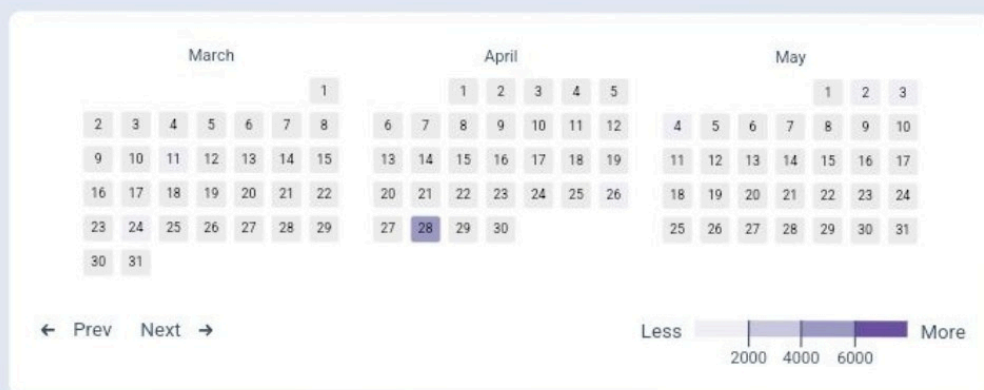 March April May
1 1 2 3 4 5 1 2 3
2 3 4 5 6 7 8 6 7 8 9 10 11 12 4 5 6 7 8 9 10
9 10 11 12 13 14 15 13 14 15 16 17 18 19 11 12 13 14 15 16 17
16 17 18 19 20 21 22 20 21 22 23 24 25 26 18 19 20 21 22 23 24
23 24 25 26 27 28 29 27 28 29 30 25 26 27 28 29 30 31
30 31
← Prev Next → Less More
2000 4000 6000